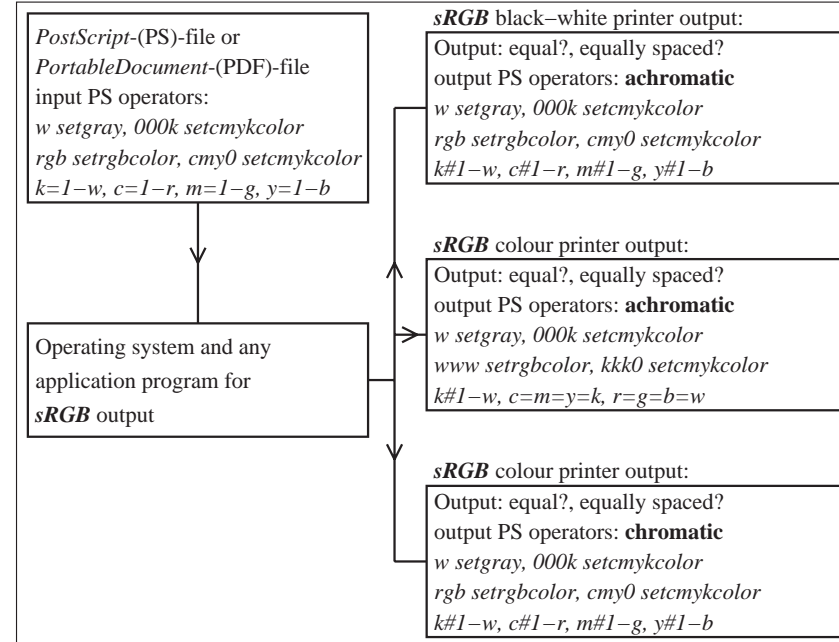 PostScript-(PS)-file or
PortableDocument-(PDF)-file
input PS operators:
w setgray, 000k setcmykcolor
rgb setrgbcolor, cmy0 setcmykcolor
k=1−w, c=1−r, m=1−g, y=1−b
Operating system and any
application program for
sRGB output
sRGB black−white printer output:
Output: equal?, equally spaced?
output PS operators: achromatic
w setgray, 000k setcmykcolor
rgb setrgbcolor, cmy0 setcmykcolor
k#1−w, c#1−r, m#1−g, y#1−b
sRGB colour printer output:
Output: equal?, equally spaced?
output PS operators: achromatic
w setgray, 000k setcmykcolor
www setrgbcolor, kkk0 setcmykcolor
k#1−w, c=m=y=k, r=g=b=w
sRGB colour printer output:
Output: equal?, equally spaced?
output PS operators: chromatic
w setgray, 000k setcmykcolor
rgb setrgbcolor, cmy0 setcmykcolor
k#1−w, c#1−r, m#1−g, y#1−b